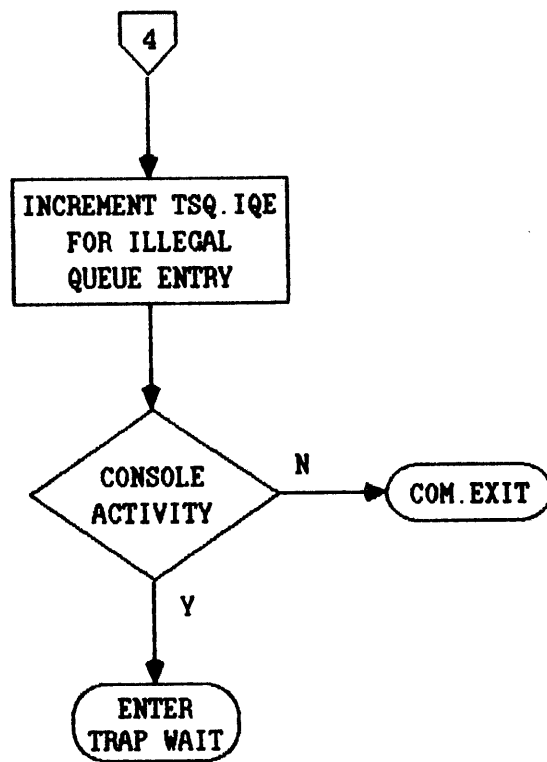 4
INCREMENT TSQ.IQE
FOR ILLEGAL
QUEUE ENTRY
CONSOLE
ACTIVITY
N
COM.EXIT
Y
ENTER
TRAP WAIT